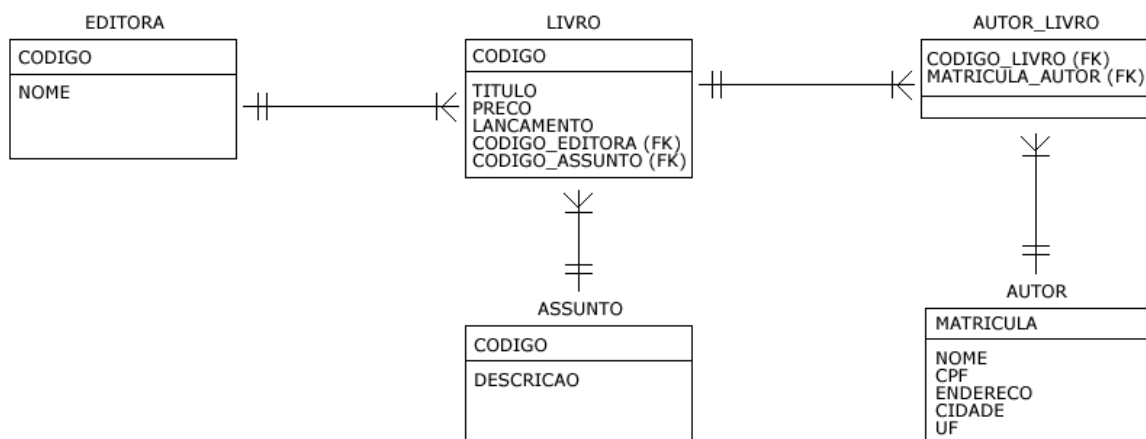 EDITORA
CODIGO
NOME
LIVRO
CODIGO
TITULO
PRECO
LANCAMENTO
CODIGO_EDITORA (FK)
CODIGO_ASSUNTO (FK)
AUTOR_LIVRO
CODIGO_LIVRO (FK)
MATRICULA_AUTOR (FK)
ASSUNTO
CODIGO
DESCRICAO
AUTOR
MATRICULA
NOME
CPF
ENDERECO
CIDADE
UF